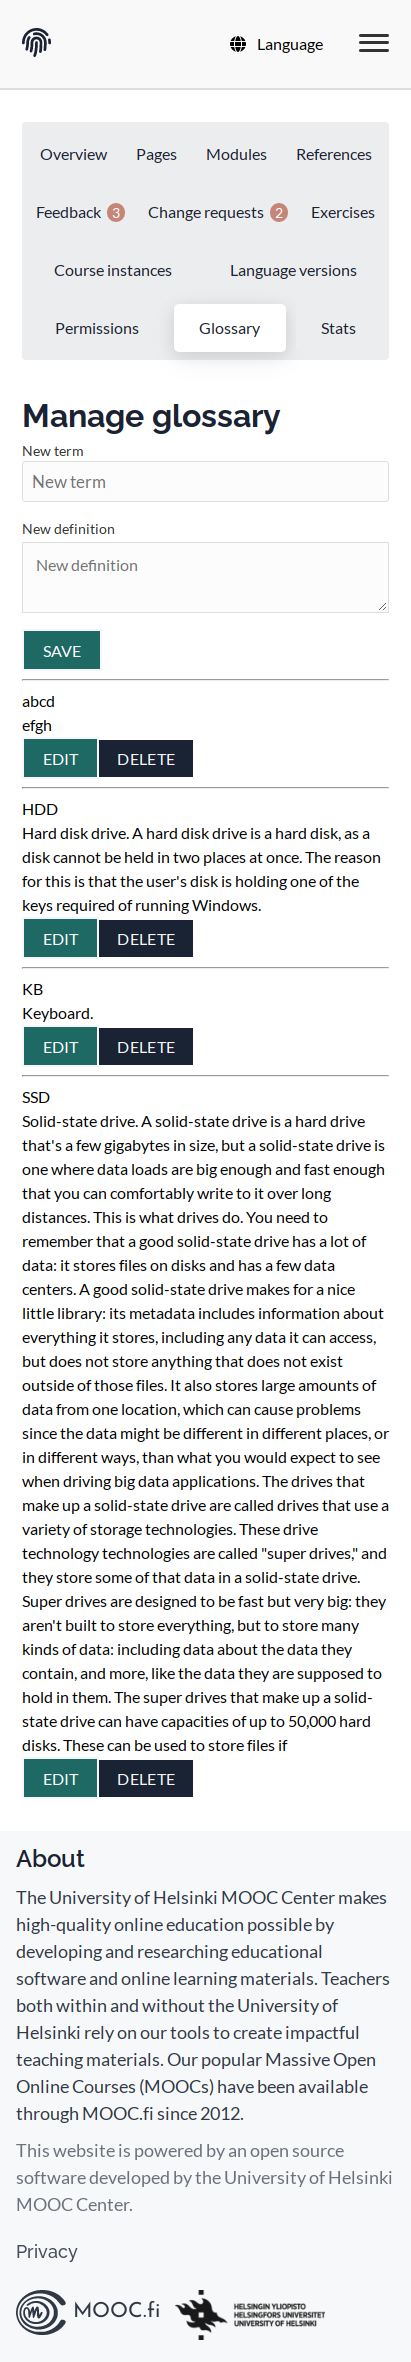 Language
Overview Pages Modules References
Feedback 3 Change requests 2 Exercises
Course instances Language versions
Permissions Glossary Stats
Manage glossary
New term
New term
New definition
New definition
SAVE
abcd
efgh
EDIT DELETE
HDD
Hard disk drive. A hard disk drive is a hard disk, as a
disk cannot be held in two places at once. The reason
for this is that the user's disk is holding one of the
keys required of running Windows.
EDIT DELETE
KB
Keyboard.
EDIT DELETE
SSD
Solid-state drive. A solid-state drive is a hard drive
that's a few gigabytes in size, but a solid-state drive is
one where data loads are big enough and fast enough
that you can comfortably write to it over long
distances. This is what drives do. You need to
remember that a good solid-state drive has a lot of
data: it stores files on disks and has a few data
centers. A good solid-state drive makes for a nice
little library: its metadata includes information about
everything it stores, including any data it can access,
but does not store anything that does not exist
outside of those files. It also stores large amounts of
data from one location, which can cause problems
since the data might be different in different places, or
in different ways, than what you would expect to see
when driving big data applications. The drives that
make up a solid-state drive are called drives that use a
variety of storage technologies. These drive
technology technologies are called "super drives," and
they store some of that data in a solid-state drive.
Super drives are designed to be fast but very big: they
aren't built to store everything, but to store many
kinds of data: including data about the data they
contain, and more, like the data they are supposed to
hold in them. The super drives that make up a solid-
state drive can have capacities of up to 50,000 hard
disks. These can be used to store files if
EDIT DELETE
About
The University of Helsinki MOOC Center makes
high-quality online education possible by
developing and researching educational
software and online learning materials. Teachers
both within and without the University of
Helsinki rely on our tools to create impactful
teaching materials. Our popular Massive Open
Online Courses (MOOCs) have been available
through MOOC.fi since 2012.
This website is powered by an open source
software developed by the University of Helsinki
MOOC Center.
Privacy
MOOC.fi
HELSINGIN YLIOPISTO
HELSINGFORS UNIVERSITET
UNIVERSITY OF HELSINKI